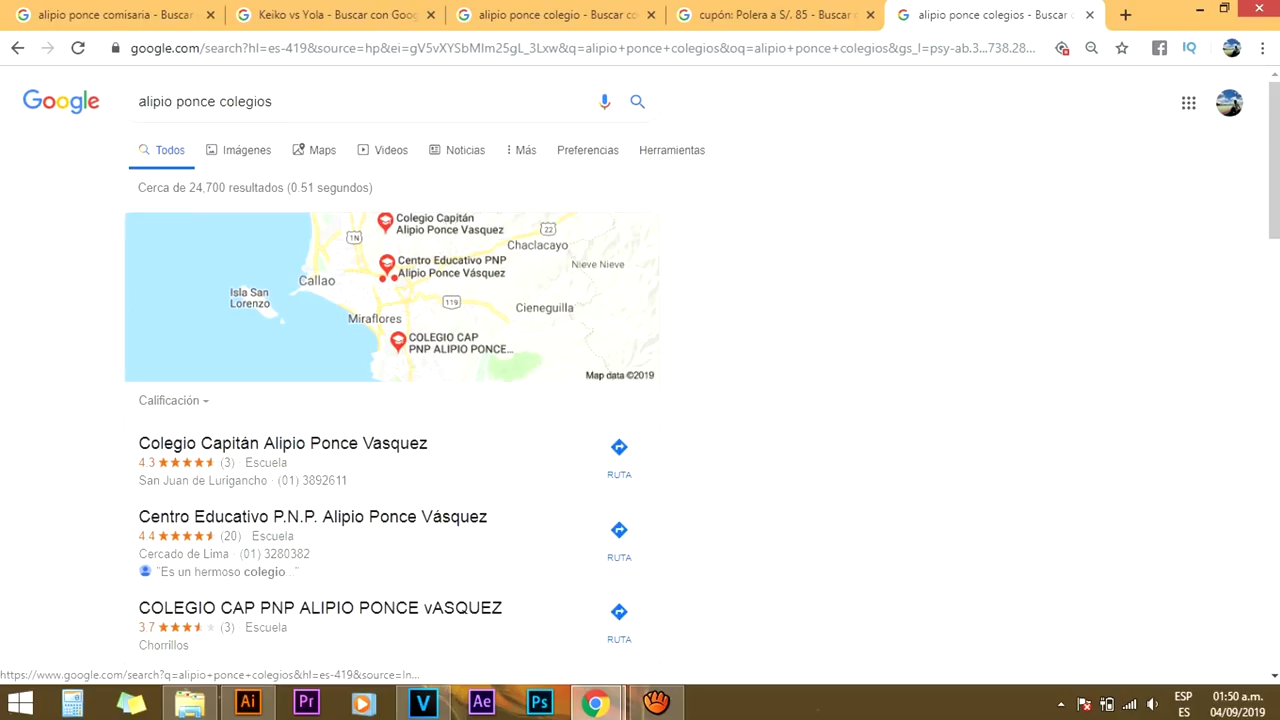 alipio ponce comisaria - Buscar
Keiko vs Yola - Buscar con Goog
alipio ponce colegio - Buscar co
cupón: Polera a S/. 85 - Buscar
alipio ponce colegios - Buscar c
google.com/search?hl=es-419&source=hp&ei=gV5vXYSbMIm25gL_3Lxw&q=alipio+ponce+colegios&oq=alipio+ponce+colegios&gs_l=psy-ab.3...738.28...
IQ
Google
alipio ponce colegios
Todos Imágenes Maps Videos Noticias Más Preferencias Herramientas
Cerca de 24,700 resultados (0.51 segundos)
Colegio Capitán
Alipio Ponce Vasquez
22
1N
Chaclacayo
Centro Educativo PNP
Alipio Ponce Vásquez
Nieve Nieve
Callao
Isla San
Lorenzo
119
Cieneguilla
Miraflores
COLEGIO CAP
PNP ALIPIO PONCE...
Map data ©2019
Calificación
Colegio Capitán Alipio Ponce Vasquez
4.3 (3) Escuela
San Juan de Lurigancho · (01) 3892611
RUTA
Centro Educativo P.N.P. Alipio Ponce Vásquez
4.4 (20) Escuela
Cercado de Lima · (01) 3280382
"Es un hermoso colegio..."
RUTA
COLEGIO CAP PNP ALIPIO PONCE vASQUEZ
3.7 (3) Escuela
Chorrillos
RUTA
https://www.google.com/search?q=alipio+ponce+colegios&hl=es-419&source=ln...
Ai Pr V Ae Ps
ESP
ES
01:50 a.m.
04/09/2019